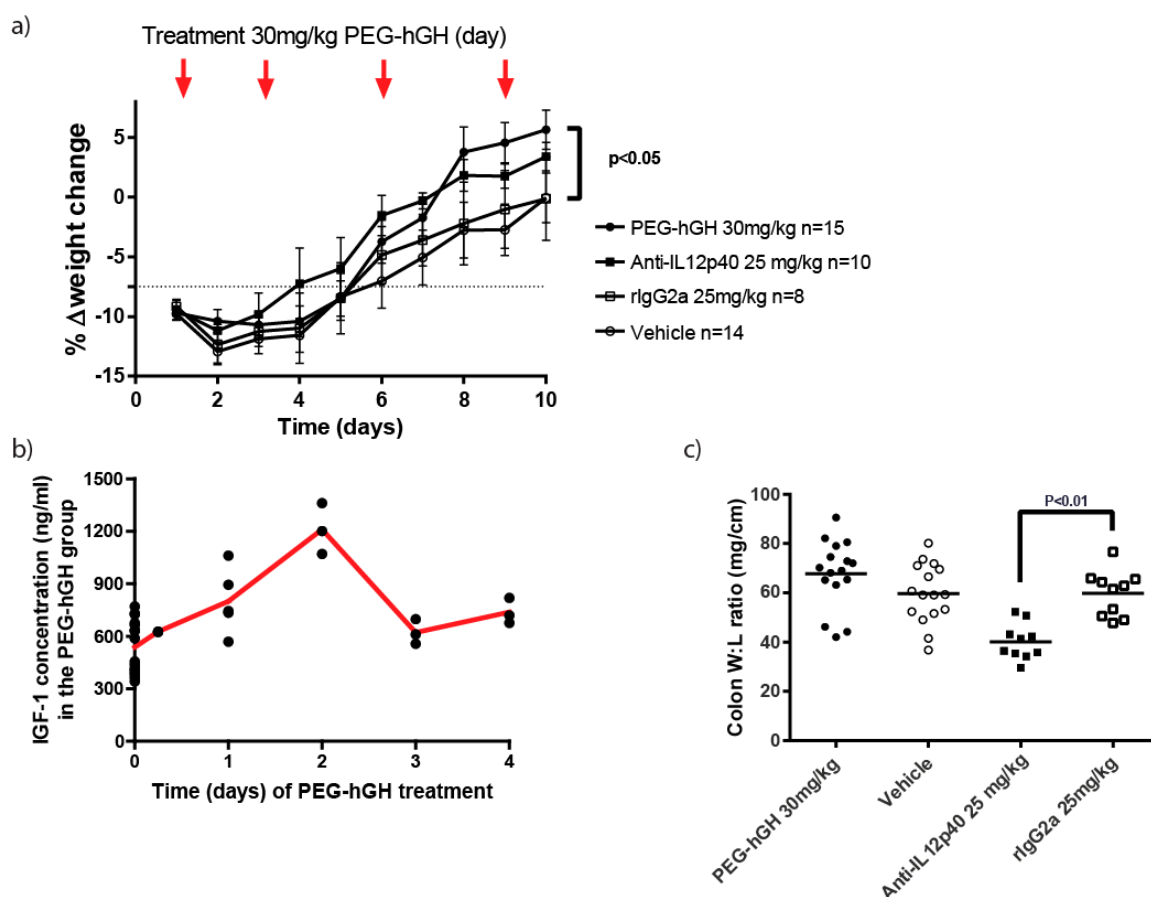 a)
Treatment 30mg/kg PEG-hGH (day)
% Δweight change
5
0
-5
-10
-15
0
2
4
6
8
10
Time (days)
p<0.05
PEG-hGH 30mg/kg n=15
Anti-IL12p40 25 mg/kg n=10
rIgG2a 25mg/kg n=8
Vehicle n=14
b)
IGF-1 concentration (ng/ml)
in the PEG-hGH group
1500
1200
900
600
300
0
0
1
2
3
4
Time (days) of PEG-hGH treatment
c)
Colon W:L ratio (mg/cm)
100
80
60
40
20
0
P<0.01
PEG-hGH 30mg/kg
Vehicle
Anti-IL12p40 25 mg/kg
rIgG2a 25mg/kg